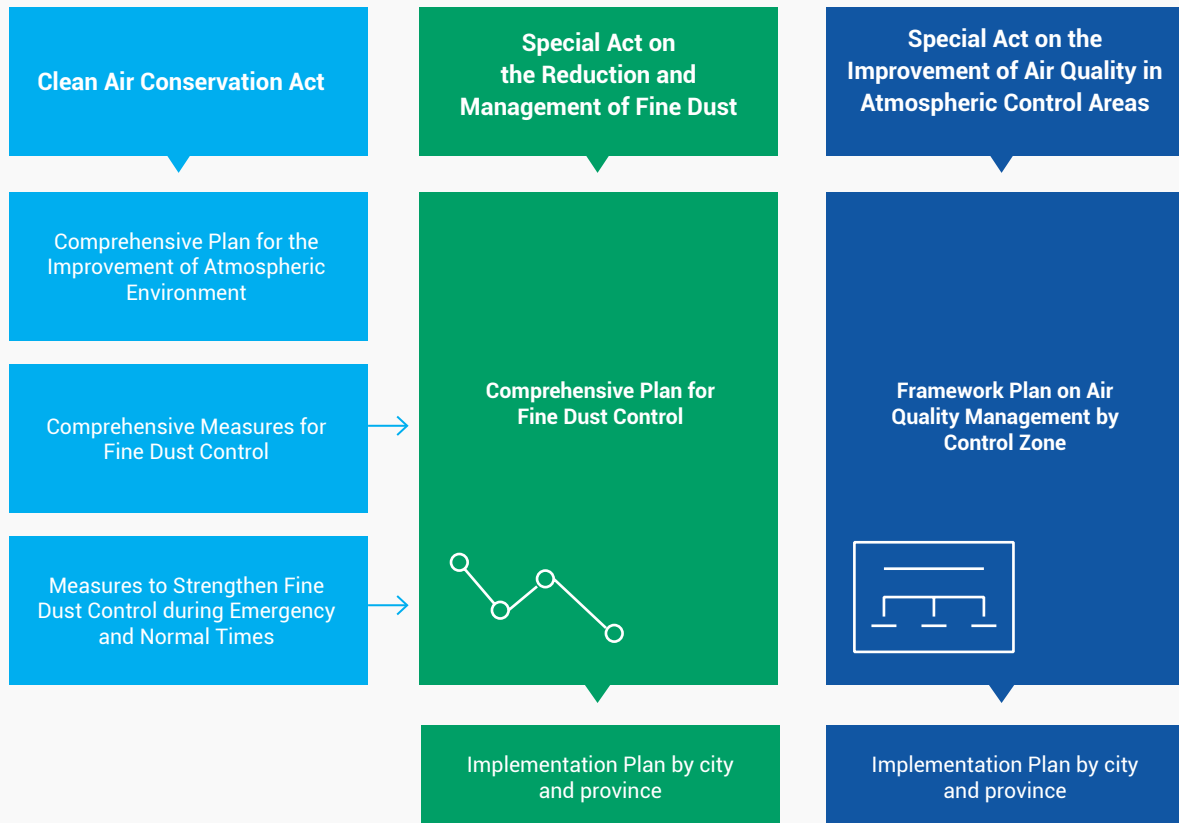 Clean Air Conservation Act
Special Act on
the Reduction and
Management of Fine Dust
Special Act on the
Improvement of Air Quality in
Atmospheric Control Areas
Comprehensive Plan for the
Improvement of Atmospheric
Environment
Comprehensive Measures for
Fine Dust Control
Measures to Strengthen Fine
Dust Control during Emergency
and Normal Times
Comprehensive Plan for
Fine Dust Control
Framework Plan on Air
Quality Management by
Control Zone
Implementation Plan by city
and province
Implementation Plan by city
and province